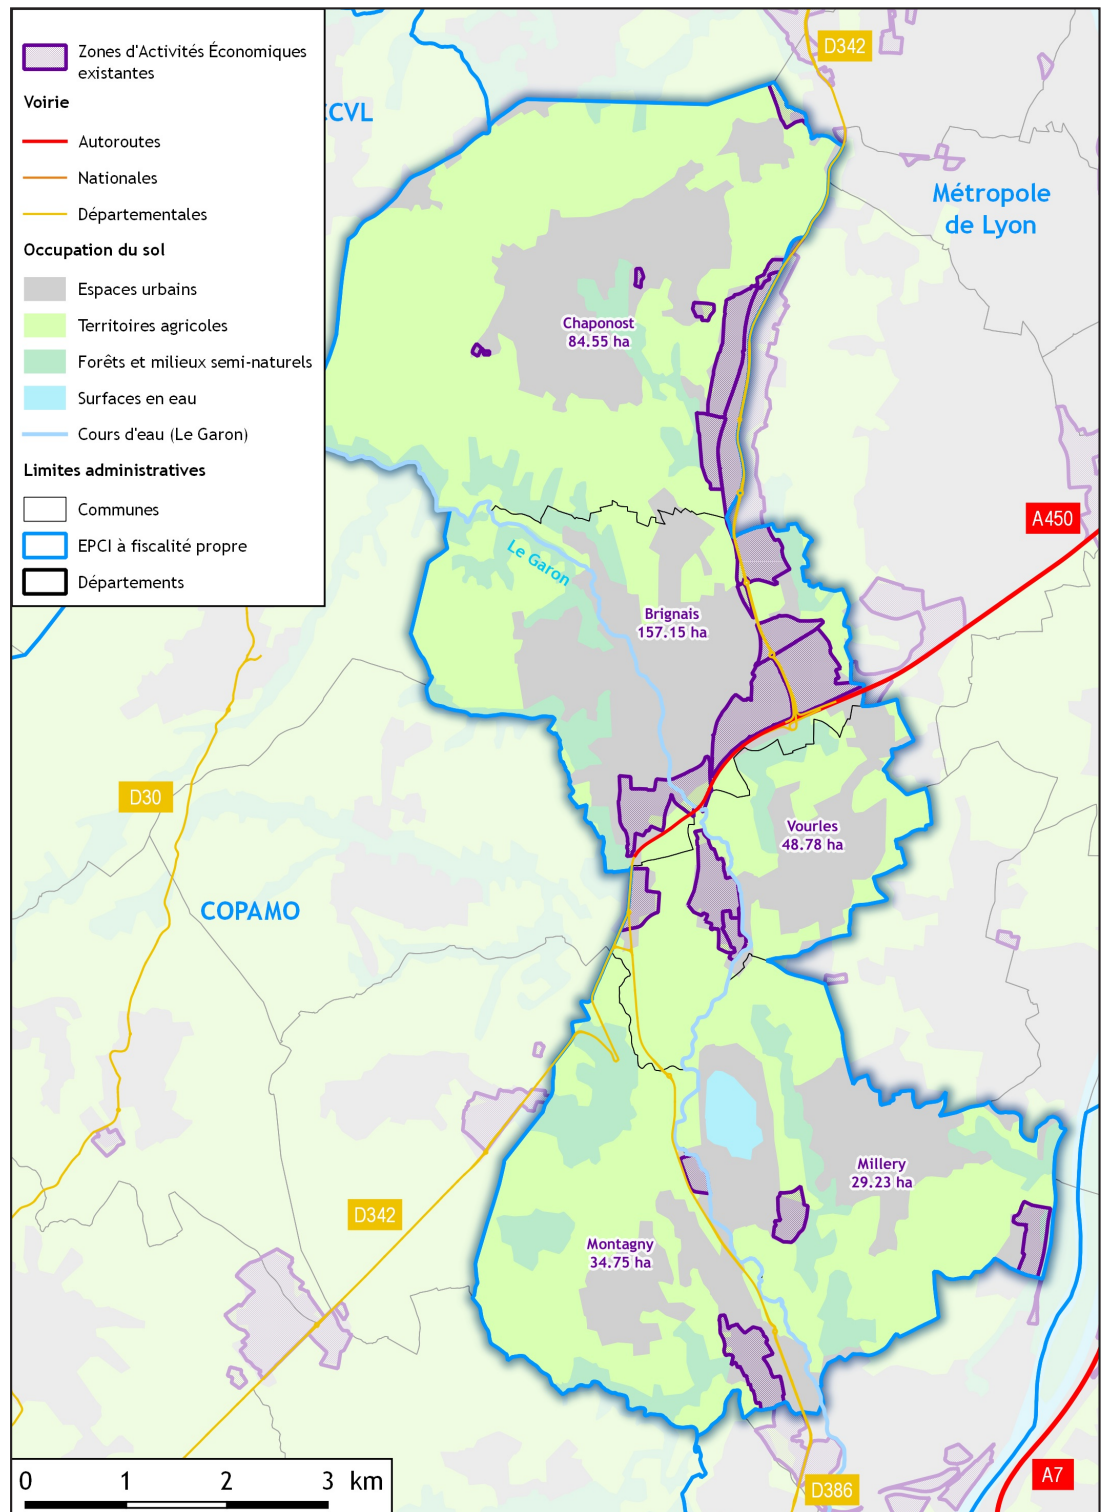 Zones d'Activités Économiques
existantes
Voirie
Autoroutes
Nationales
Départementales
Occupation du sol
Espaces urbains
Territoires agricoles
Forêts et milieux semi-naturels
Surfaces en eau
Cours d'eau (Le Garon)
Limites administratives
Communes
EPCI à fiscalité propre
Départements
CCVL
D342
Métropole
de Lyon
Chaponost
84.55 ha
A450
Le Garon
Brignais
157.15 ha
D30
Vourles
48.78 ha
COPAMO
Millery
29.23 ha
D342
Montagny
34.75 ha
A7
D386
0 1 2 3 km